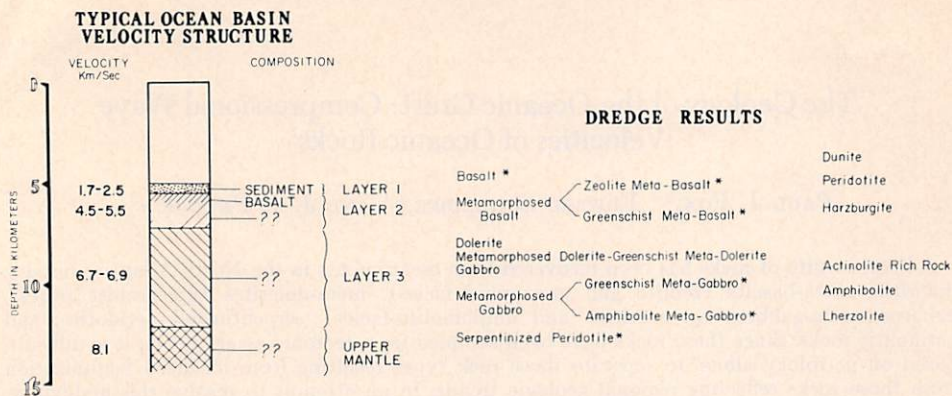 TYPICAL OCEAN BASIN
VELOCITY STRUCTURE
VELOCITY
Km/Sec
COMPOSITION
DEPTH IN KILOMETERS
0
5
10
15
1.7-2.5
4.5-5.5
6.7-6.9
8.1
SEDIMENT
BASALT
??
??
??
LAYER 1
LAYER 2
LAYER 3
UPPER
MANTLE
DREDGE RESULTS
Basalt *
Metamorphosed
Basalt
Zeolite Meta-Basalt *
Greenschist Meta-Basalt *
Dolerite
Metamorphosed Dolerite-Greenschist Meta-Dolerite
Gabbro
Metamorphosed
Gabbro
Greenschist Meta-Gabbro *
Amphibolite Meta-Gabbro *
Serpentinized Peridotite *
Dunite
Peridotite
Harzburgite
Actinolite Rich Rock
Amphibolite
Lherzolite